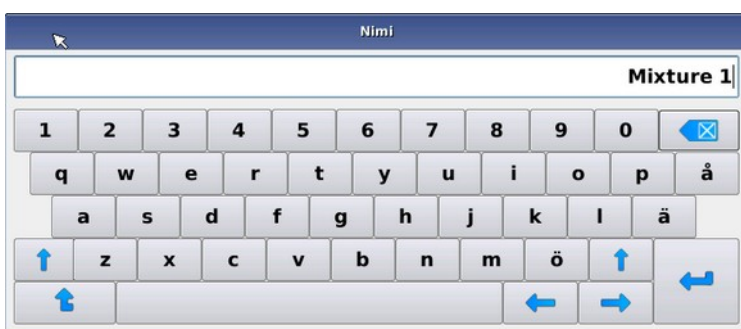 Nimi
Mixture 1
1 2 3 4 5 6 7 8 9 0
q w e r t y u i o p å
a s d f g h j k l ä
z x c v b n m ö